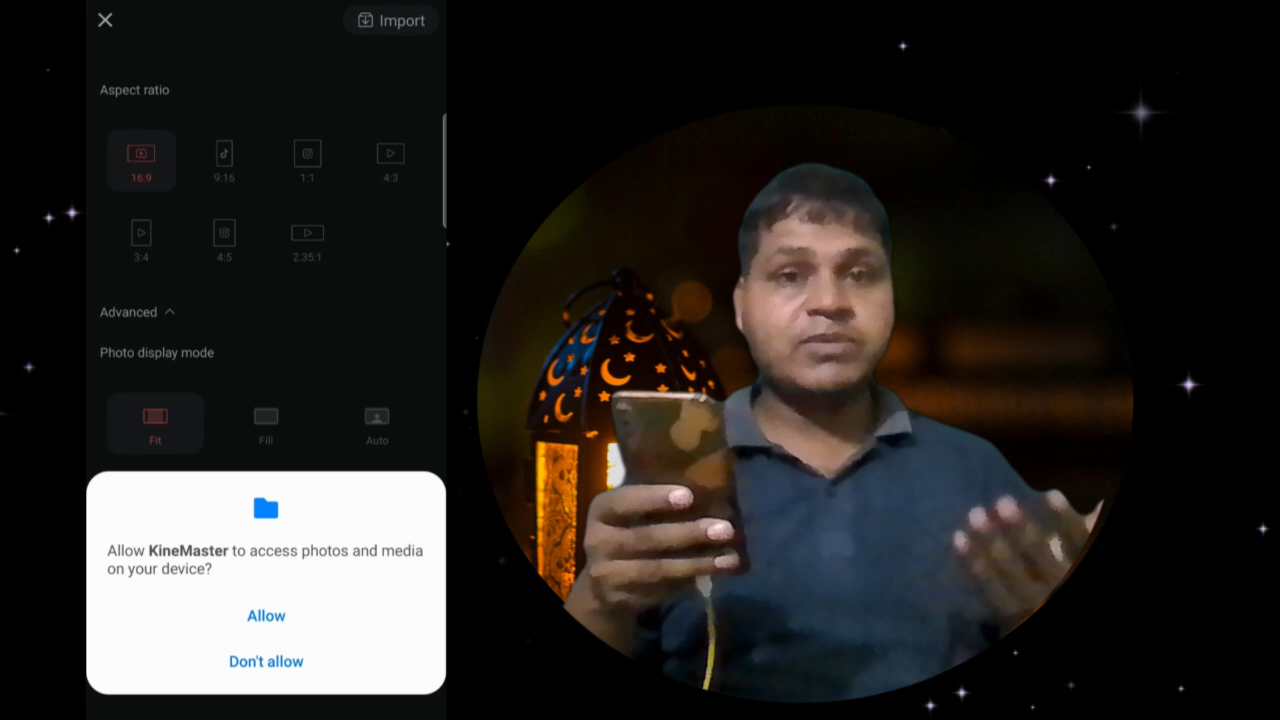 Import
Aspect ratio
16:9
9:16
1:1
4:3
3:4
4:5
2.35:1
Advanced
Photo display mode
Fit
Fill
Auto
Allow KineMaster to access photos and media
on your device?
Allow
Don't allow